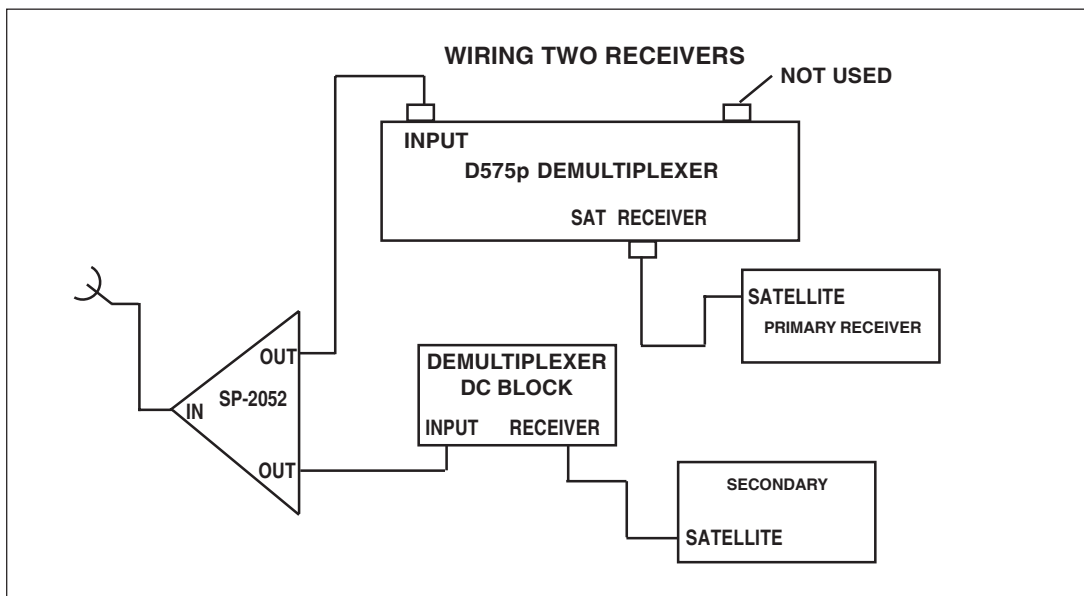 WIRING TWO RECEIVERS
NOT USED
INPUT
D575p DEMULTIPLEXER
SAT RECEIVER
SATELLITE
PRIMARY RECEIVER
OUT
SP-2052
IN
OUT
DEMULTIPLEXER
DC BLOCK
INPUT RECEIVER
SECONDARY
SATELLITE